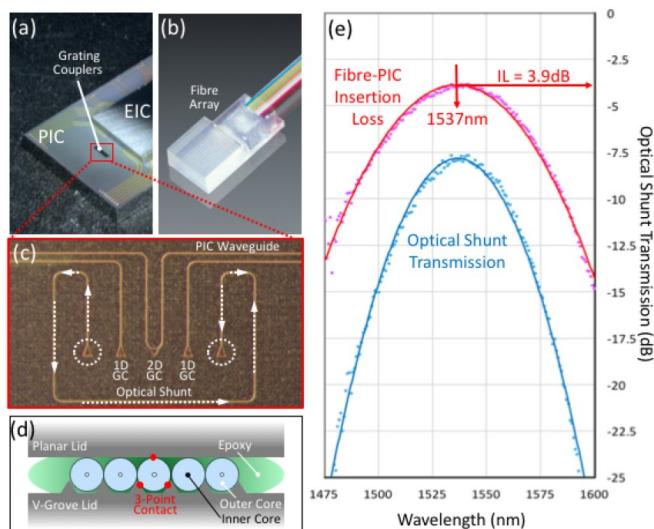 (a)
Grating
Couplers
EIC
PIC
(b)
Fibre
Array
(c)
PIC Waveguide
1D
GC
2D
GC
1D
GC
Optical Shunt
(d)
Planar Lid
Epoxy
V-Grove Lid
3-Point
Contact
Outer Core
Inner Core
(e)
Fibre-PIC
Insertion
Loss
IL = 3.9dB
1537nm
Optical Shunt
Transmission
0
-2.5
-5
-7.5
-10
-12.5
-15
-17.5
-20
-22.5
-25
Optical Shunt Transmission (dB)
1475
1500
1525
1550
1575
1600
Wavelength (nm)